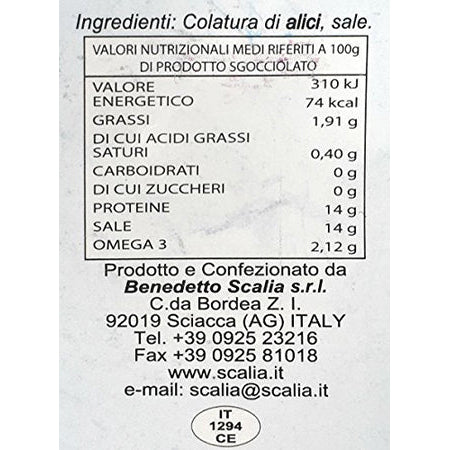 Ingredienti: Colatura di alici, sale.
VALORI NUTRIZIONALI MEDI RIFERITI A 100g
DI PRODOTTO SGOCCIOLATO
VALORE ENERGETICO 310 kJ
74 kcal
GRASSI 1,91 g
DI CUI ACIDI GRASSI
SATURI 0,40 g
CARBOIDRATI 0 g
DI CUI ZUCCHERI 0 g
PROTEINE 14 g
SALE 14 g
OMEGA 3 2,12 g
Prodotto e Confezionato da
Benedetto Scalia s.r.l.
C.da Bordea Z. I.
92019 Sciacca (AG) ITALY
Tel. +39 0925 23216
Fax +39 0925 81018
www.scalia.it
e-mail: scalia@scalia.it
IT
1294
CE